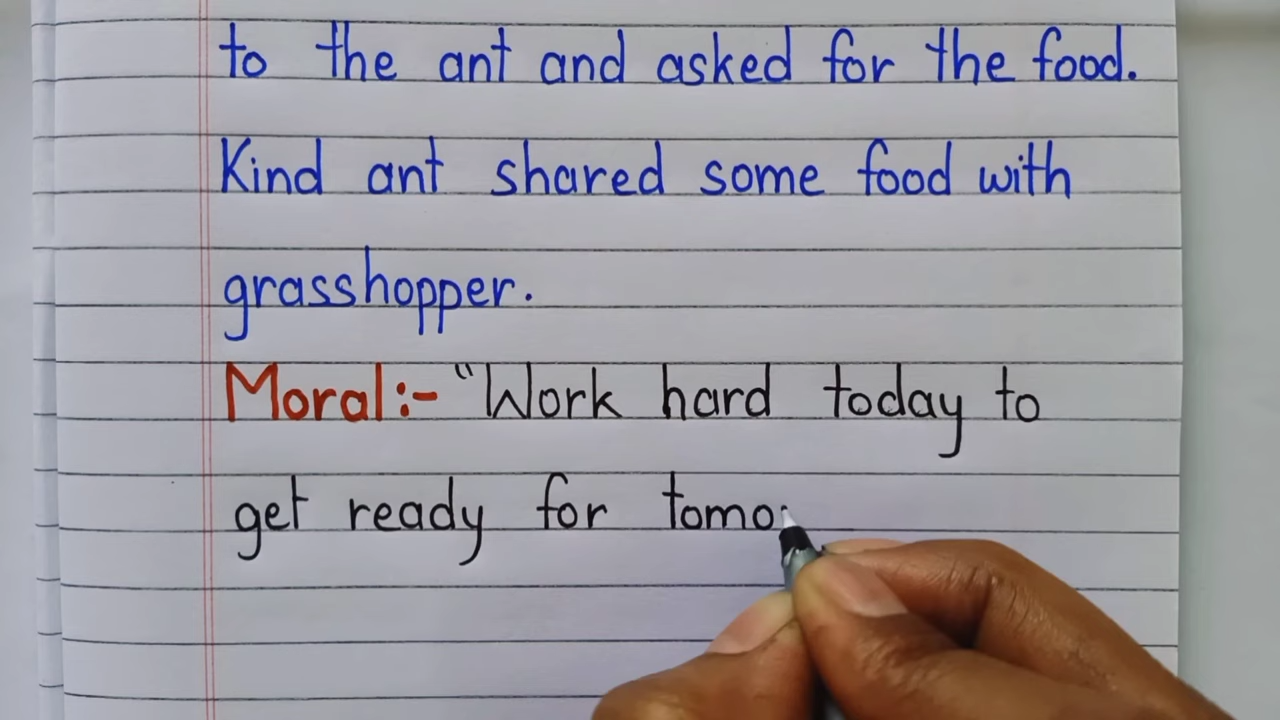 to the ant and asked for the food.
Kind ant shared some food with
grasshopper.
Moral:- "Work hard today to
get ready for tomo